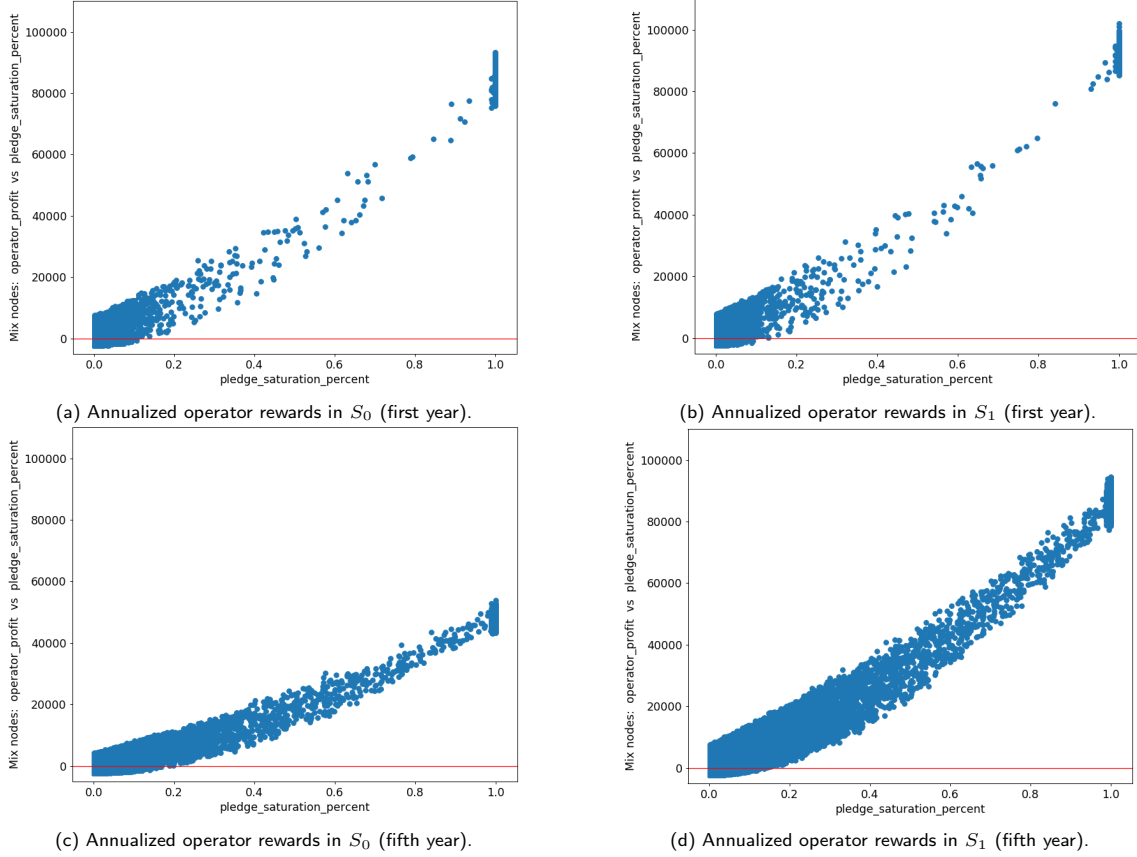 Mix nodes: operator_profit vs pledge_saturation_percent
100000
80000
60000
40000
20000
0
0.0 0.2 0.4 0.6 0.8 1.0
pledge_saturation_percent
(a) Annualized operator rewards in S0 (first year).
Mix nodes: operator_profit vs pledge_saturation_percent
100000
80000
60000
40000
20000
0
0.0 0.2 0.4 0.6 0.8 1.0
pledge_saturation_percent
(b) Annualized operator rewards in S1 (first year).
Mix nodes: operator_profit vs pledge_saturation_percent
100000
80000
60000
40000
20000
0
0.0 0.2 0.4 0.6 0.8 1.0
pledge_saturation_percent
(c) Annualized operator rewards in S0 (fifth year).
Mix nodes: operator_profit vs pledge_saturation_percent
100000
80000
60000
40000
20000
0
0.0 0.2 0.4 0.6 0.8 1.0
pledge_saturation_percent
(d) Annualized operator rewards in S1 (fifth year).